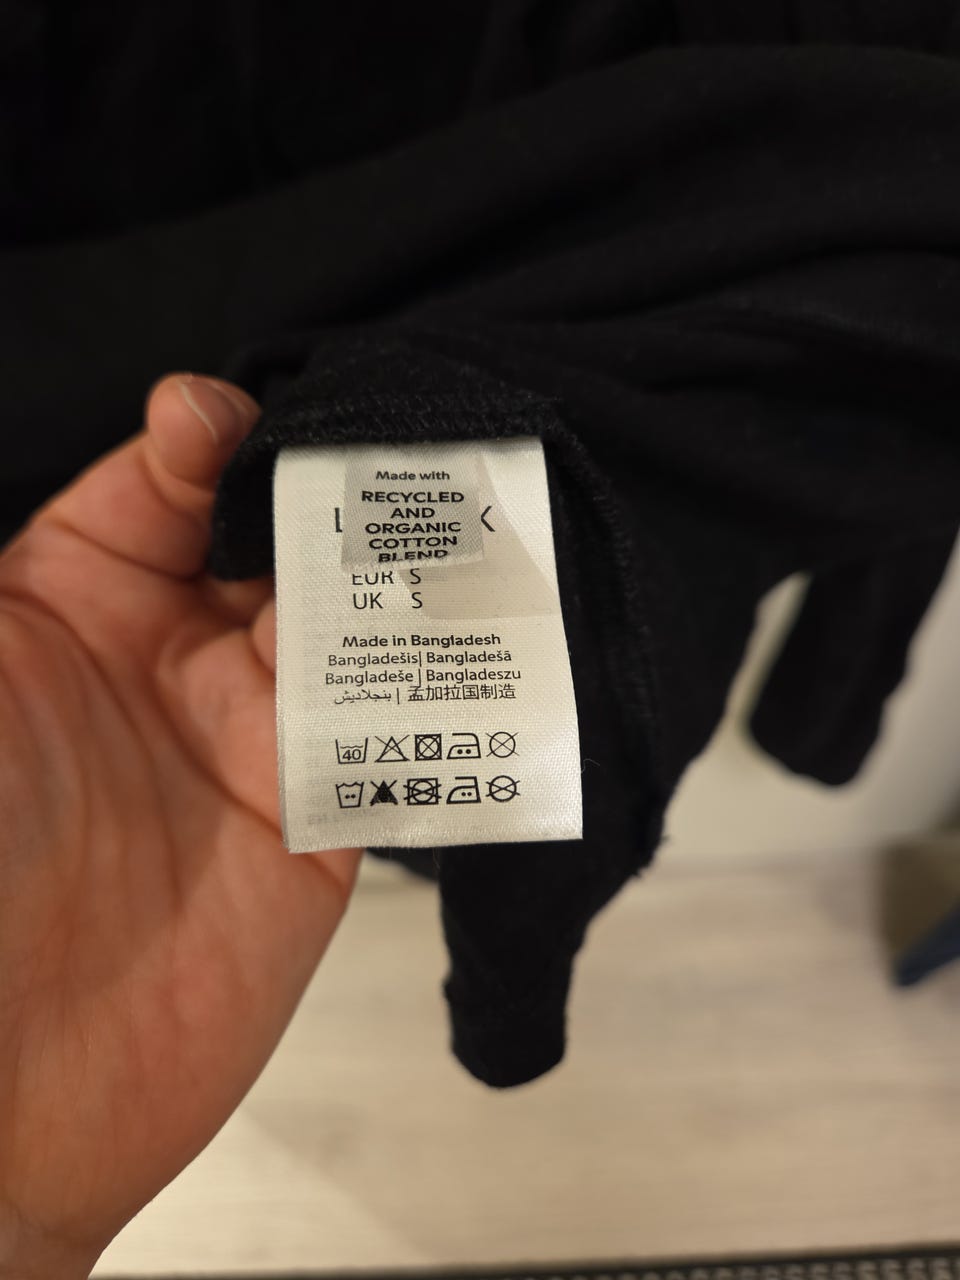 Made with
RECYCLED
AND
ORGANIC
COTTON
BLEND
EUR S
UK S
Made in Bangladesh
Bangladešis| Bangladešā
Bangladeše | Bangladeszu
بنجلاديش | 孟加拉国制造
40